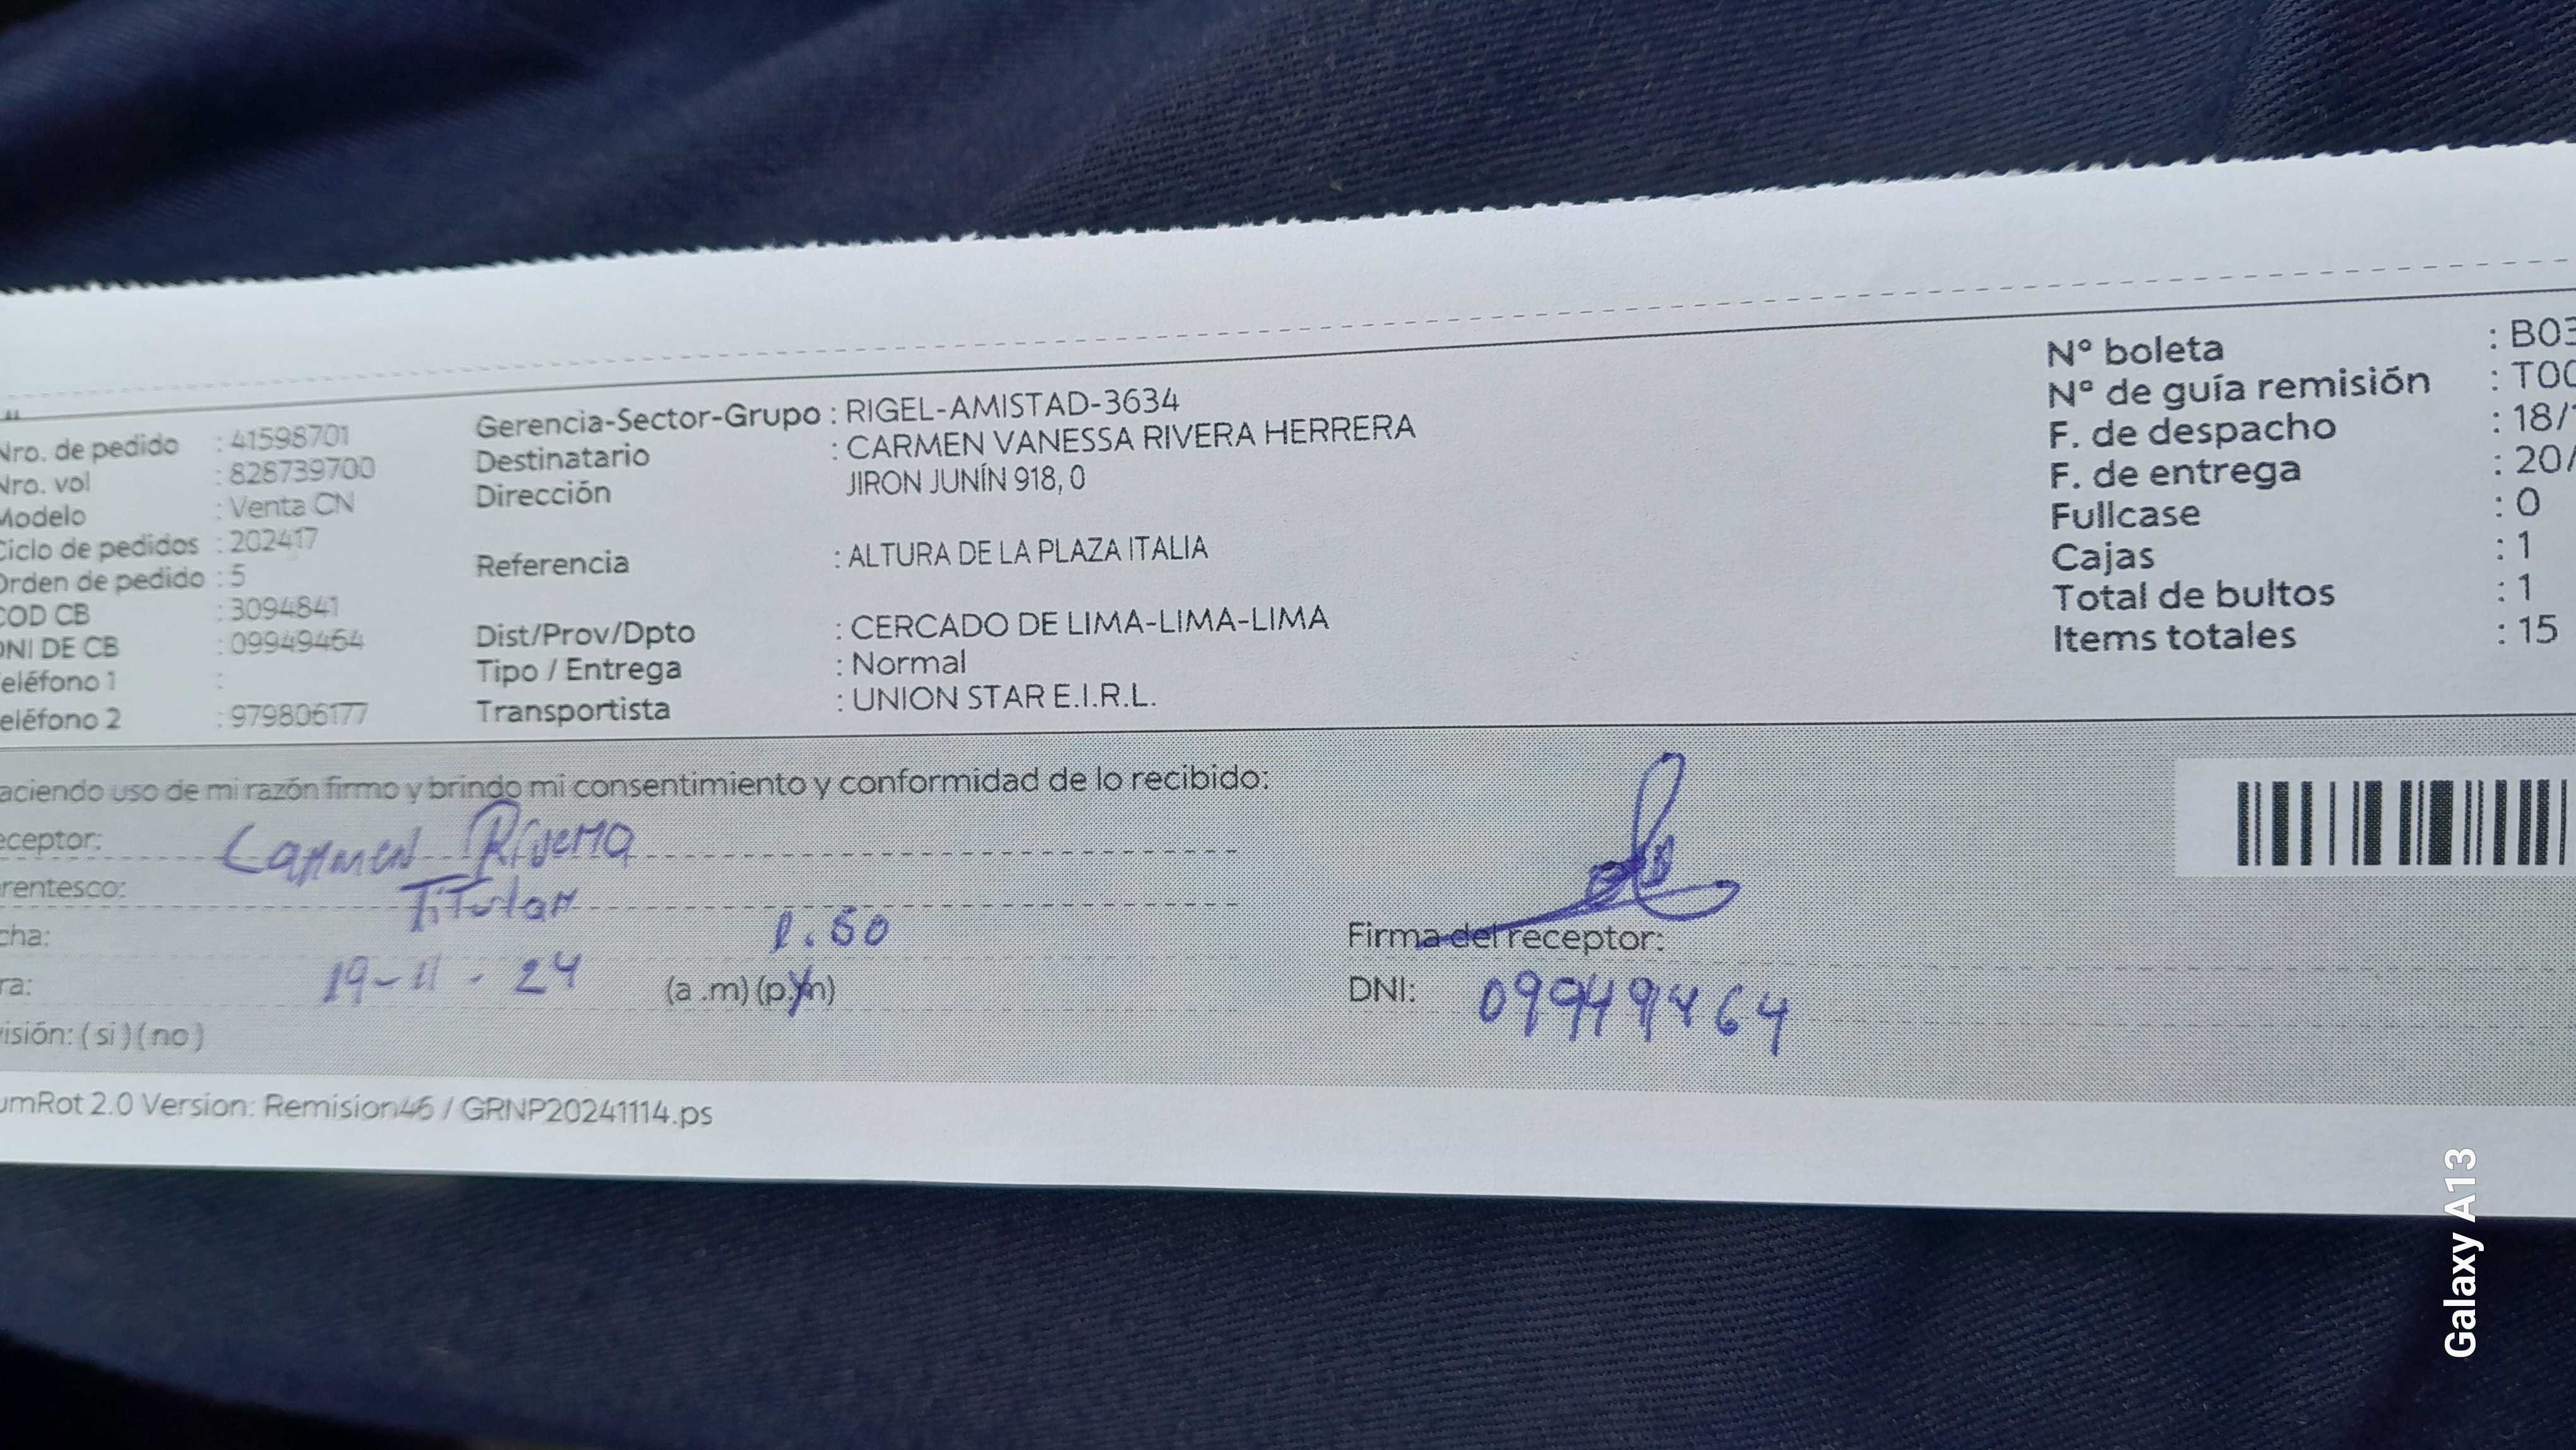 Nro. de pedido : 41598701
Nro. vol : 828739700
Modelo : Venta CN
Ciclo de pedidos : 202417
Orden de pedido : 5
COD CB : 3094841
DNI DE CB : 09949464
eléfono 1 :
eléfono 2 : 979806177
Gerencia-Sector-Grupo : RIGEL-AMISTAD-3634
Destinatario : CARMEN VANESSA RIVERA HERRERA
Dirección JIRON JUNÍN 918, 0
Referencia : ALTURA DE LA PLAZA ITALIA
Dist/Prov/Dpto : CERCADO DE LIMA-LIMA-LIMA
Tipo / Entrega : Normal
Transportista : UNION STAR E.I.R.L.
Nº boleta : B03
Nº de guía remisión : T00
F. de despacho : 18/
F. de entrega : 20/
Fullcase : 0
Cajas : 1
Total de bultos : 1
Items totales : 15
aciendo uso de mi razón firmo y brindo mi consentimiento y conformidad de lo recibido:
eceptor: Carmen Rivera
rentesco: Titular
cha: 1.50
ra: 19-11-24 (a .m) (p.m)
isión: ( si ) ( no )
Firma del receptor:
DNI: 09949464
umRot 2.0 Version: Remision46 / GRNP20241114.ps
Galaxy A13